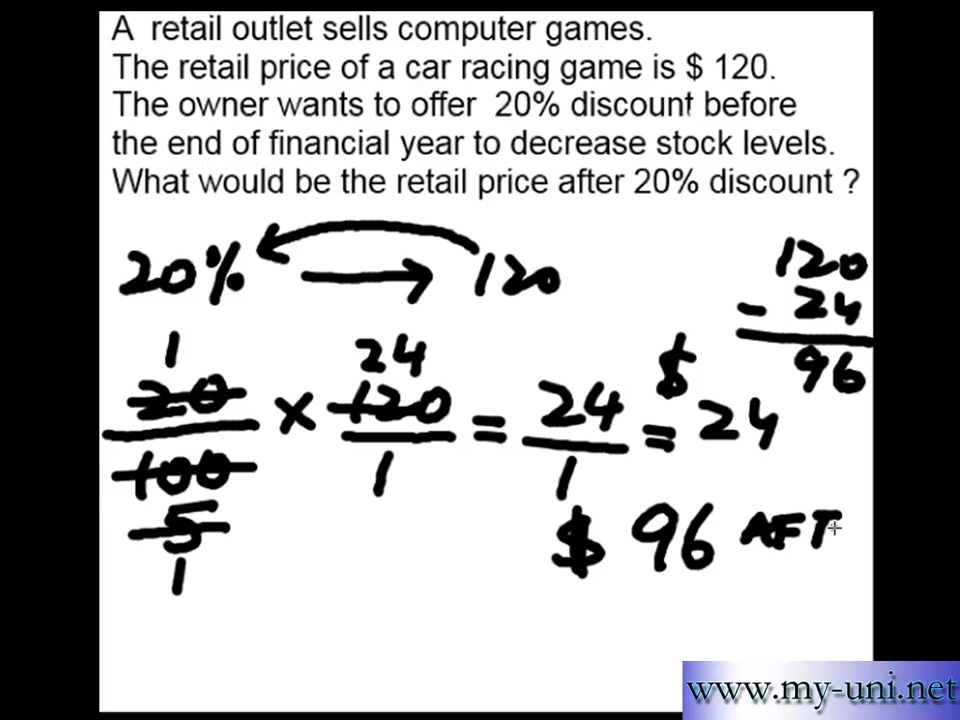 A retail outlet sells computer games.
The retail price of a car racing game is $ 120.
The owner wants to offer 20% discount before
the end of financial year to decrease stock levels.
What would be the retail price after 20% discount ?
20% → 120
120
- 24
96
1 24
20 × 120 = 24 = $ 24
100 1 1
5
1
$ 96 AFT
www.my-uni.net